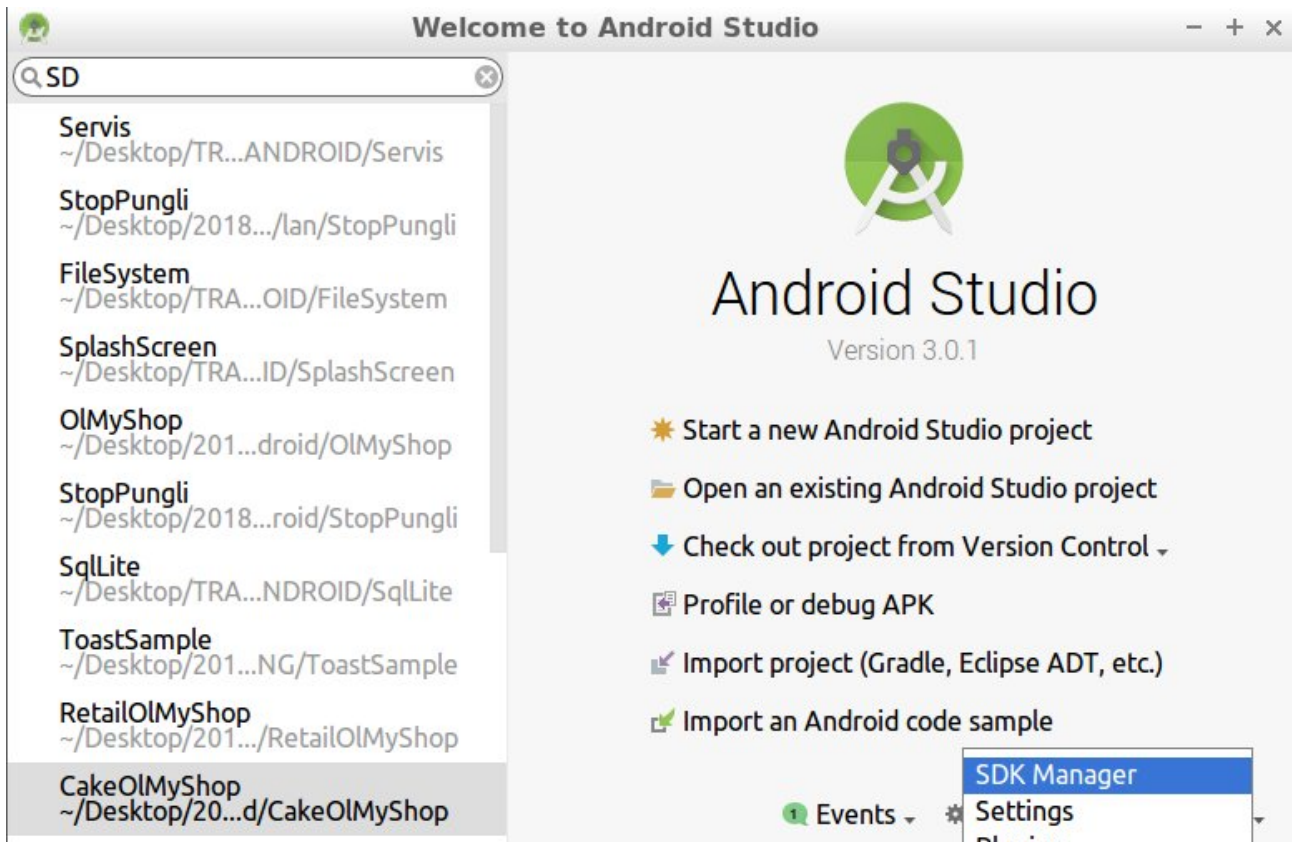 Welcome to Android Studio
SD
Servis
~/Desktop/TR...ANDROID/Servis
StopPungli
~/Desktop/2018.../lan/StopPungli
FileSystem
~/Desktop/TRA...OID/FileSystem
SplashScreen
~/Desktop/TRA...ID/SplashScreen
OlMyShop
~/Desktop/201...droid/OlMyShop
StopPungli
~/Desktop/2018...roid/StopPungli
SqlLite
~/Desktop/TRA...NDROID/SqlLite
ToastSample
~/Desktop/201...NG/ToastSample
RetailOlMyShop
~/Desktop/201.../RetailOlMyShop
CakeOlMyShop
~/Desktop/20...d/CakeOlMyShop
Android Studio
Version 3.0.1
Start a new Android Studio project
Open an existing Android Studio project
Check out project from Version Control
Profile or debug APK
Import project (Gradle, Eclipse ADT, etc.)
Import an Android code sample
SDK Manager
1 Events
Settings